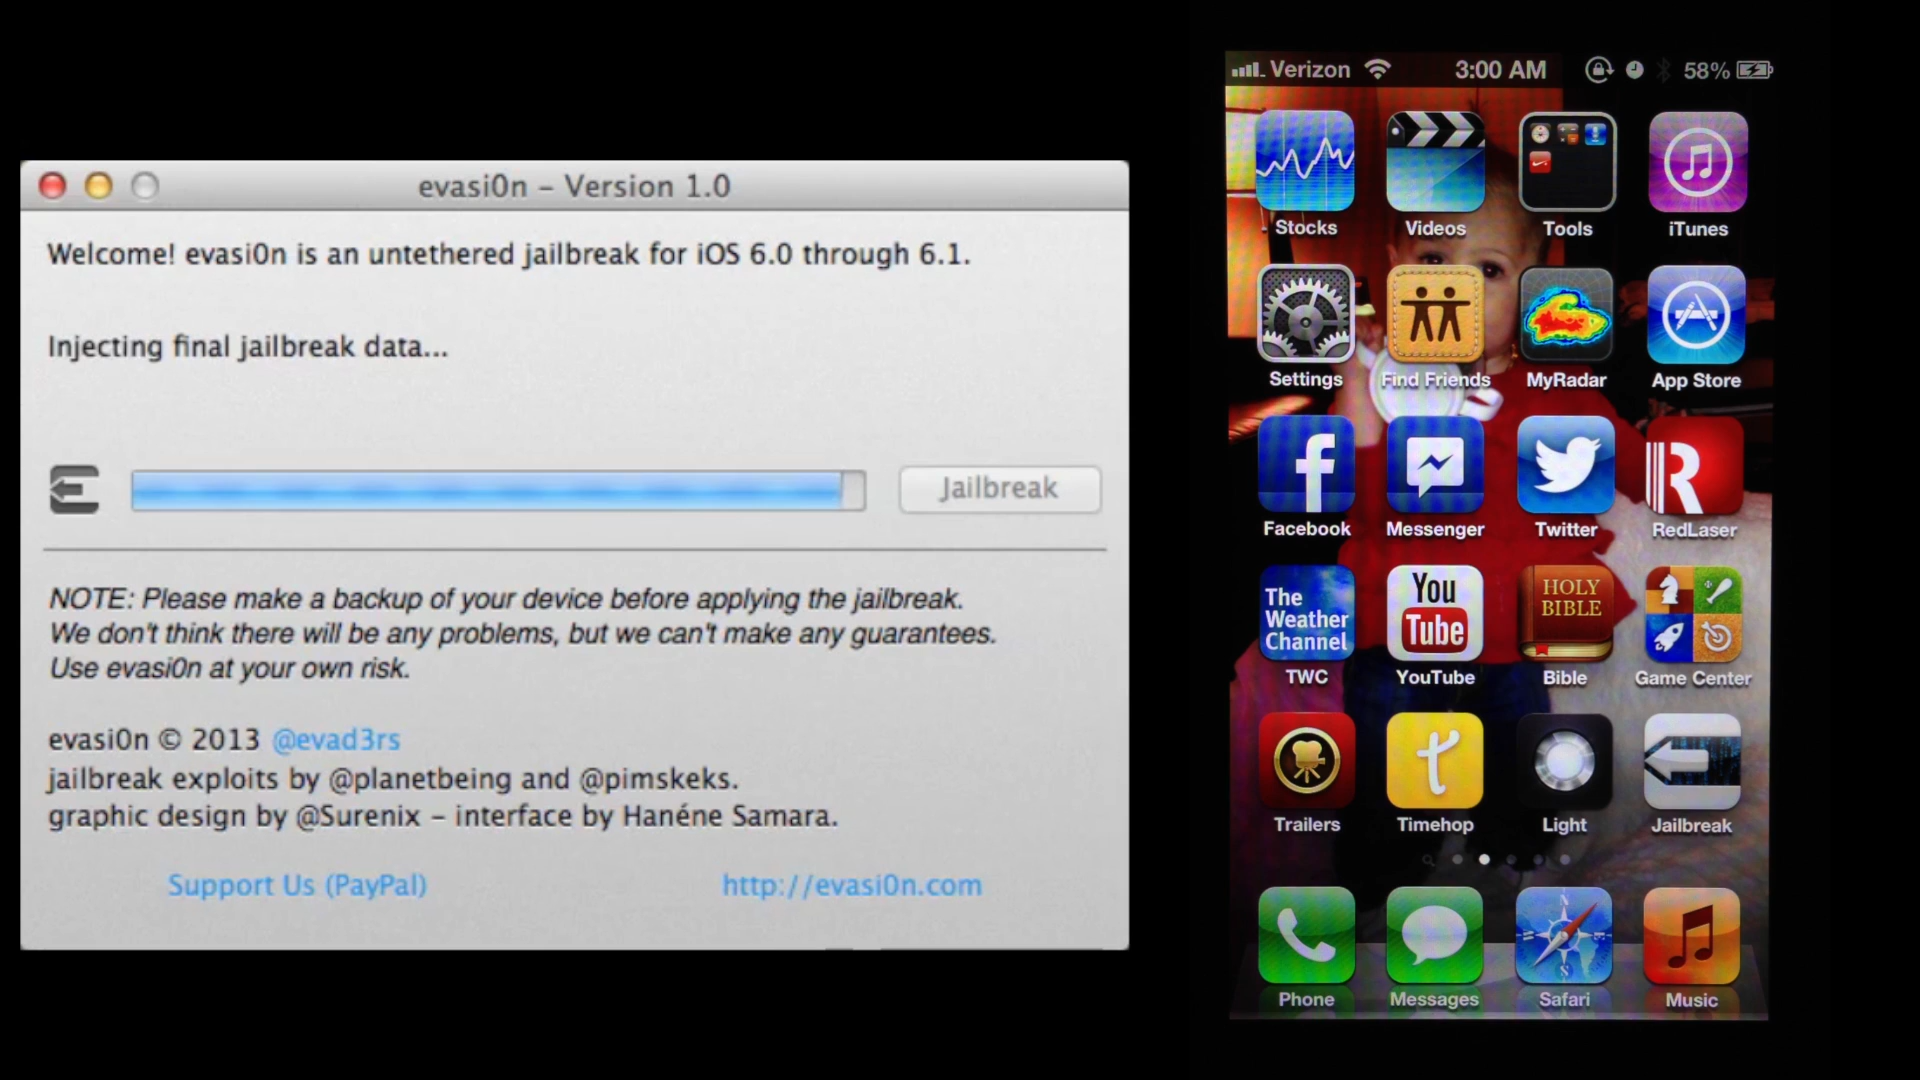 evasi0n – Version 1.0
Welcome! evasi0n is an untethered jailbreak for iOS 6.0 through 6.1.
Injecting final jailbreak data...
Jailbreak
NOTE: Please make a backup of your device before applying the jailbreak.
We don't think there will be any problems, but we can't make any guarantees.
Use evasi0n at your own risk.
evasi0n © 2013 @evad3rs
jailbreak exploits by @planetbeing and @pimskeks.
graphic design by @Surenix – interface by Hanéne Samara.
Support Us (PayPal) http://evasi0n.com
Verizon 3:00 AM 58%
Stocks Videos Tools iTunes
Settings Find Friends MyRadar App Store
f R
Facebook Messenger Twitter RedLaser
The Weather Channel You Tube HOLY BIBLE
TWC YouTube Bible Game Center
t
Trailers Timehop Light Jailbreak
N
W E
S
Phone Messages Safari Music